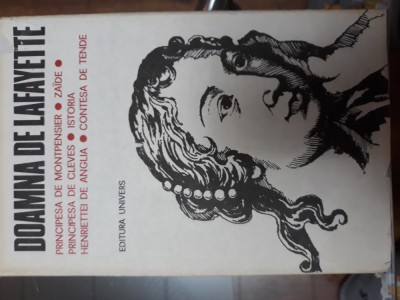 DOAMNA DE LAFAYETTE
PRINCIPESA DE MONTPENSIER • ZAÏDE •
PRINCIPESA DE CLEVES • ISTORIA
HENRIETTEI DE ANGLIA • CONTESA DE TENDE
EDITURA UNIVERS